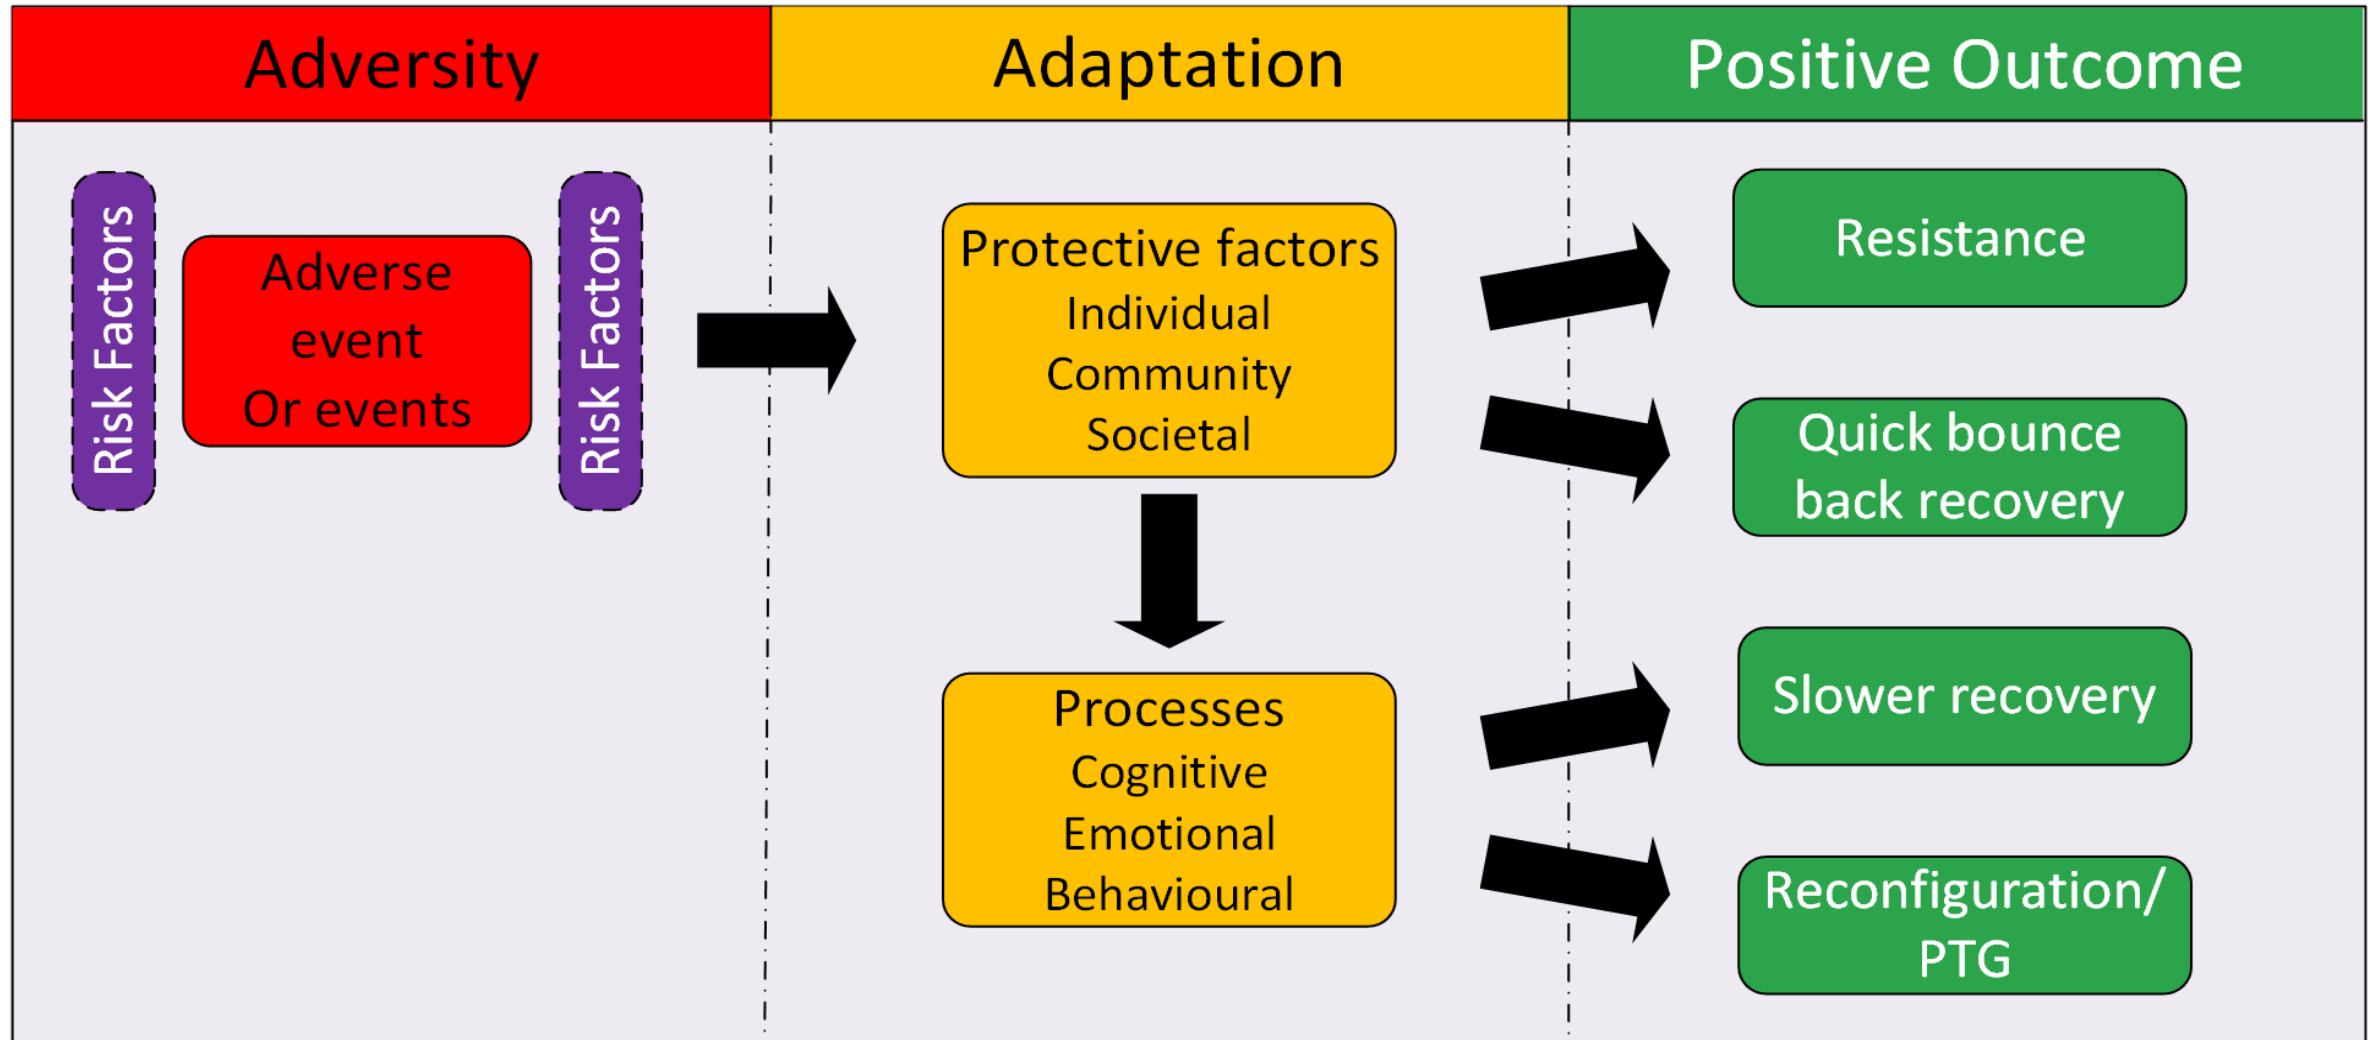 Adversity
Adaptation
Positive Outcome
Risk Factors
Adverse
event
Or events
Risk Factors
Protective factors
Individual
Community
Societal
Processes
Cognitive
Emotional
Behavioural
Resistance
Quick bounce
back recovery
Slower recovery
Reconfiguration/
PTG